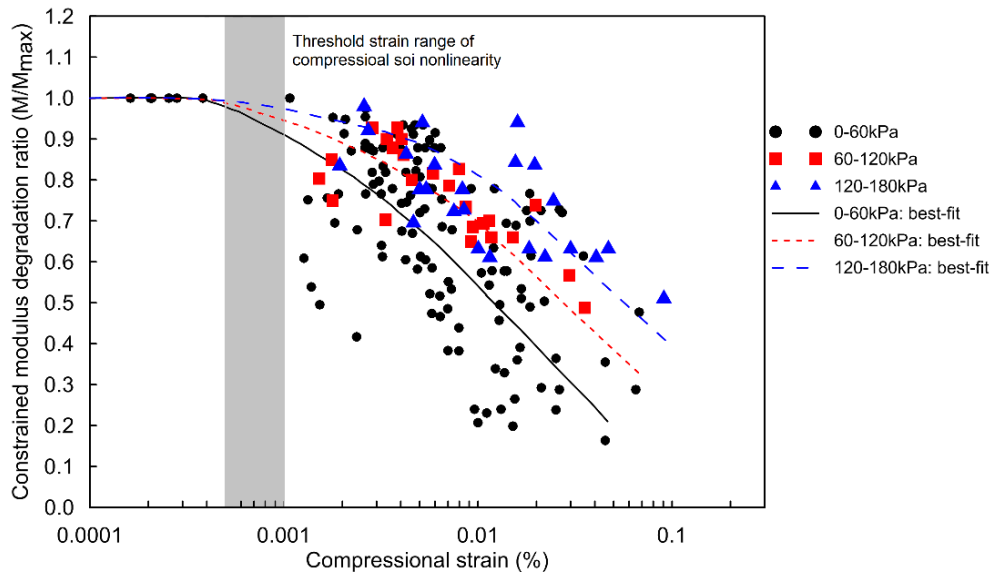 1.2
1.1
1.0
0.9
0.8
0.7
0.6
0.5
0.4
0.3
0.2
0.1
0.0
Constrained modulus degradation ratio (M/Mmax)
Threshold strain range of
compressioal soi nonlinearity
0-60kPa
60-120kPa
120-180kPa
0-60kPa: best-fit
60-120kPa: best-fit
120-180kPa: best-fit
0.0001
0.001
0.01
0.1
Compressional strain (%)